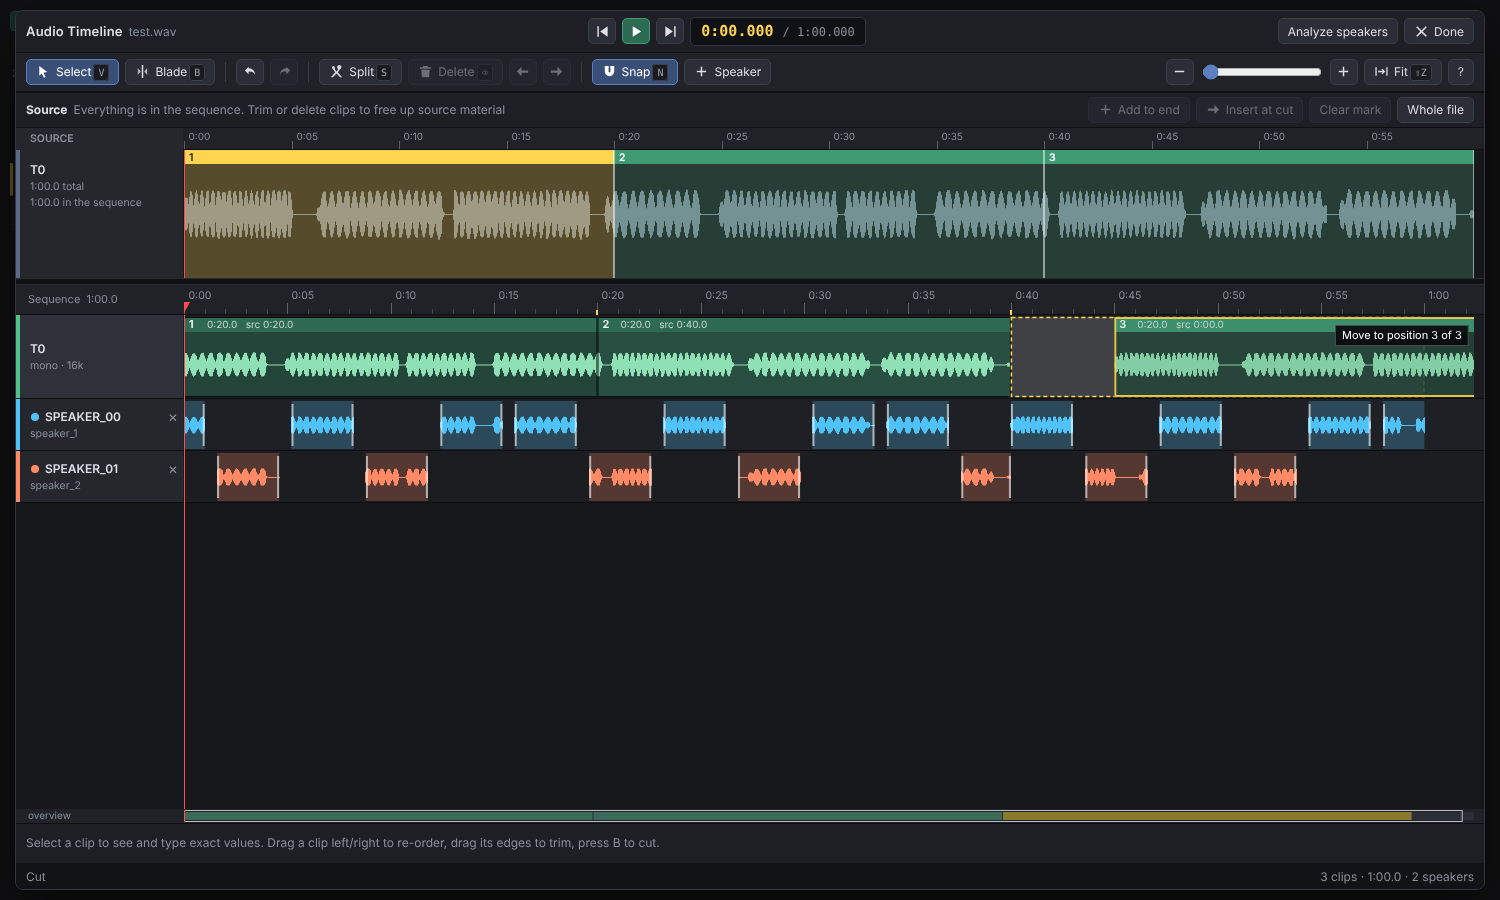 Audio Timeline test.wav
0:00.000 / 1:00.000
Analyze speakers
Done
Select V
Blade B
Split S
Delete
Snap N
Speaker
Fit ⇧Z
?
Source Everything is in the sequence. Trim or delete clips to free up source material
Add to end
Insert at cut
Clear mark
Whole file
SOURCE
0:00 0:05 0:10 0:15 0:20 0:25 0:30 0:35 0:40 0:45 0:50 0:55
1 2 3
T0
1:00.0 total
1:00.0 in the sequence
Sequence 1:00.0
0:00 0:05 0:10 0:15 0:20 0:25 0:30 0:35 0:40 0:45 0:50 0:55 1:00
1 0:20.0 src 0:20.0
2 0:20.0 src 0:40.0
3 0:20.0 src 0:00.0
Move to position 3 of 3
T0
mono · 16k
SPEAKER_00 ×
speaker_1
SPEAKER_01 ×
speaker_2
overview
Select a clip to see and type exact values. Drag a clip left/right to re-order, drag its edges to trim, press B to cut.
Cut
3 clips · 1:00.0 · 2 speakers